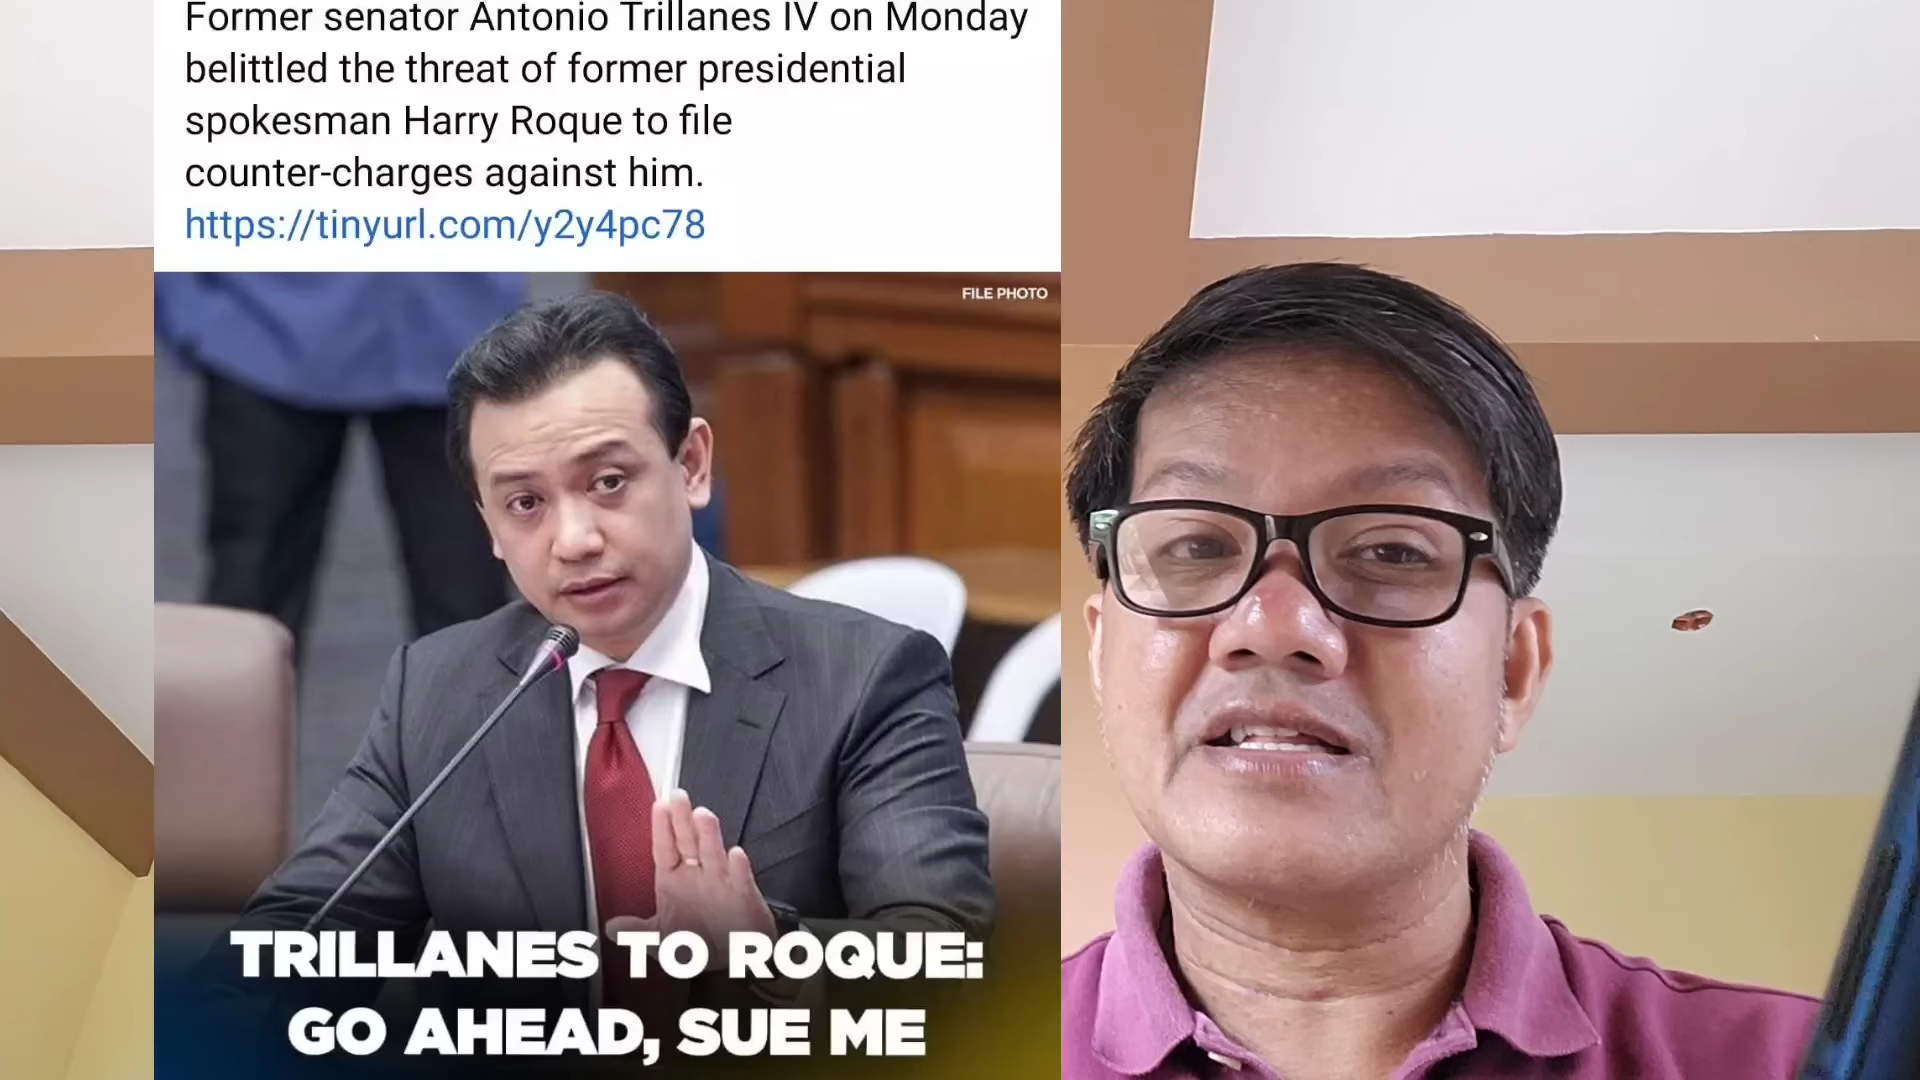 Former senator Antonio Trillanes IV on Monday
belittled the threat of former presidential
spokesman Harry Roque to file
counter-charges against him.
https://tinyurl.com/y2y4pc78
FILE PHOTO
TRILLANES TO ROQUE:
GO AHEAD, SUE ME